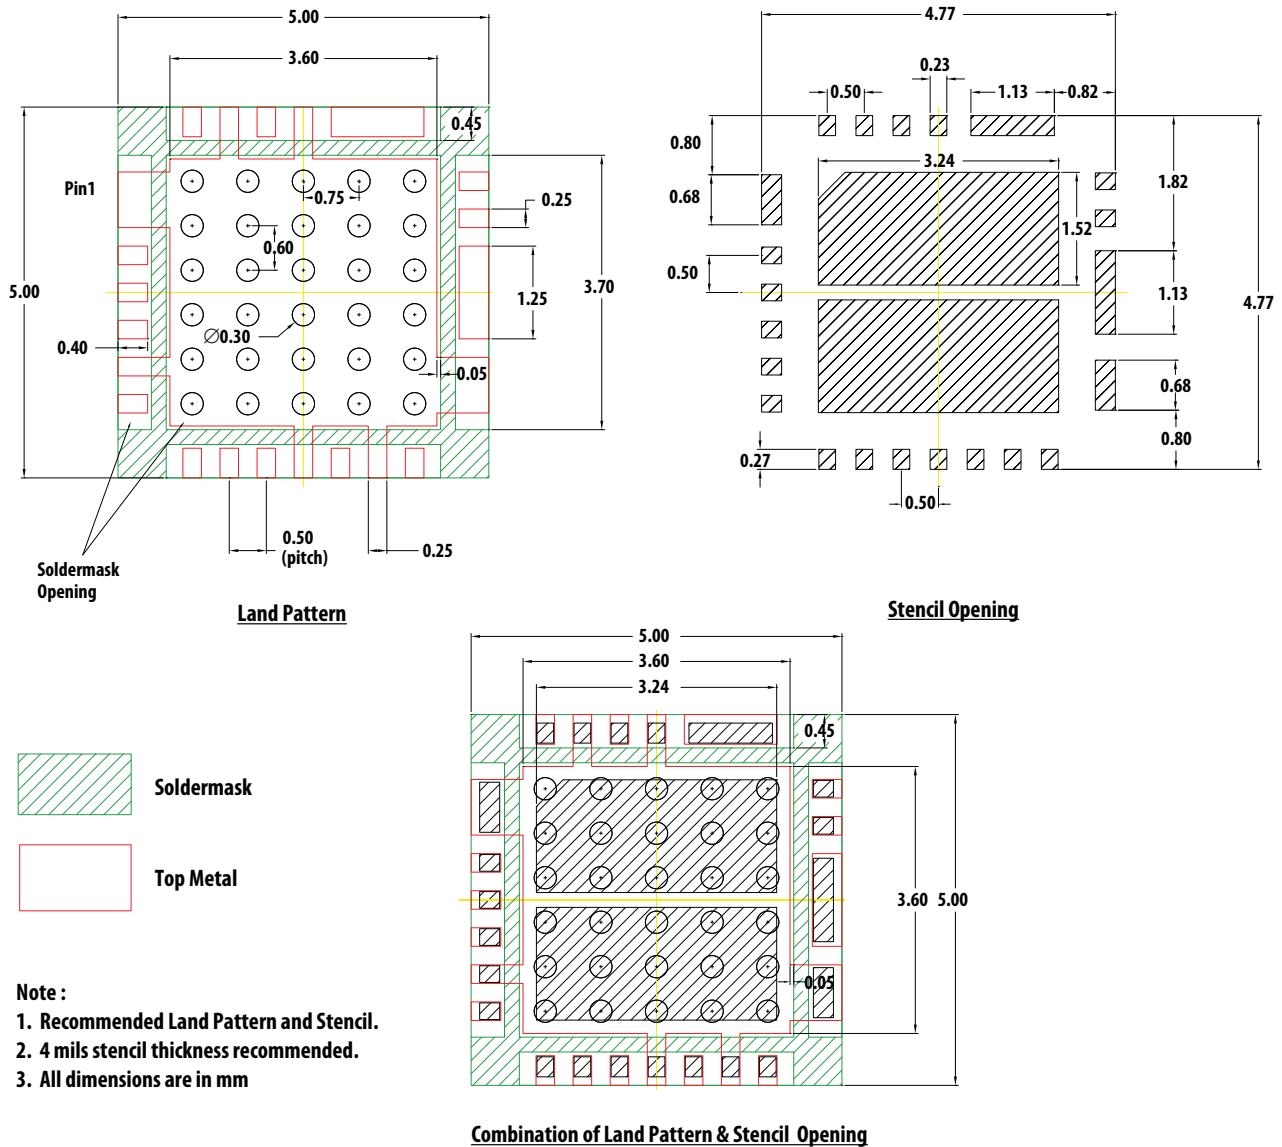 5.00
3.60
0.45
Pin1
0.75
0.25
0.60
5.00
1.25
3.70
Ø0.30
0.40
0.05
0.50
(pitch)
0.25
Soldermask
Opening
Land Pattern
4.77
0.23
0.50
1.13
0.82
0.80
3.24
0.68
1.82
1.52
0.50
1.13
4.77
0.68
0.80
0.27
0.50
Stencil Opening
5.00
3.60
3.24
0.45
Soldermask
Top Metal
3.60
5.00
0.05
Note :
1. Recommended Land Pattern and Stencil.
2. 4 mils stencil thickness recommended.
3. All dimensions are in mm
Combination of Land Pattern & Stencil Opening